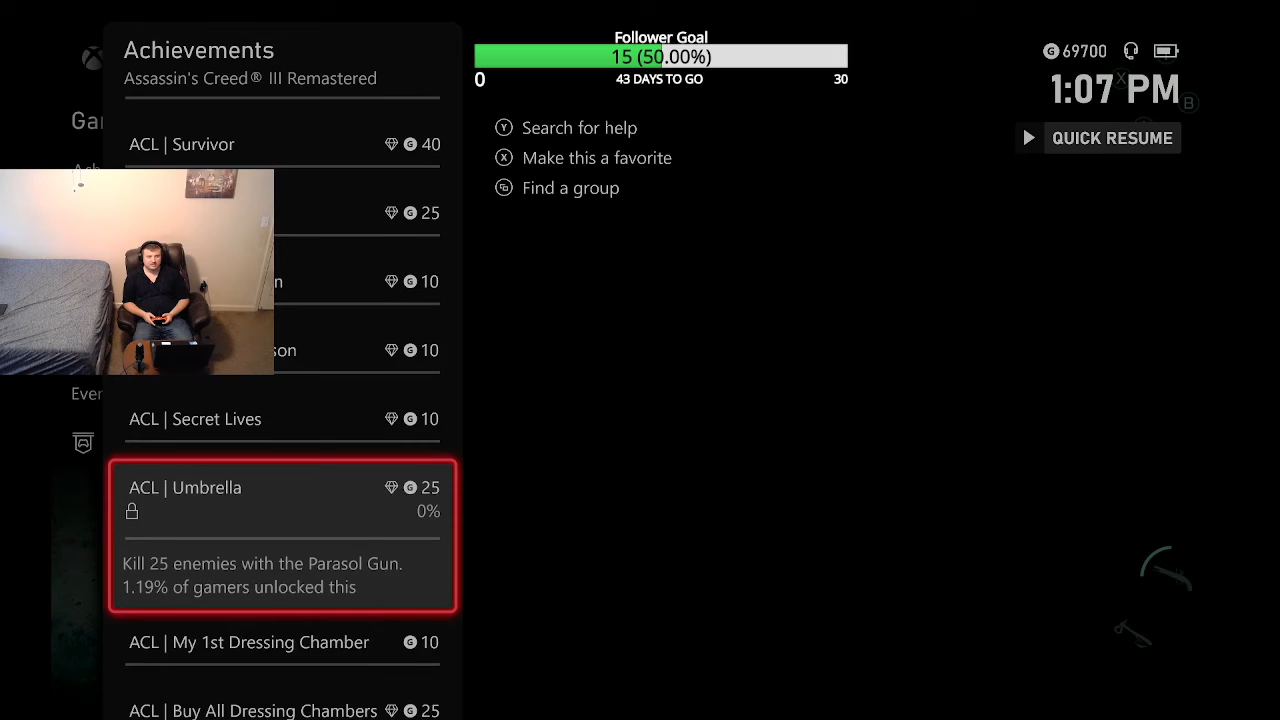 Achievements
Assassin's Creed® III Remastered
ACL | Survivor
40
25
10
10
ACL | Secret Lives
10
ACL | Umbrella
25
0%
Kill 25 enemies with the Parasol Gun.
1.19% of gamers unlocked this
ACL | My 1st Dressing Chamber
10
ACL | Buy All Dressing Chambers
25
Follower Goal
15 (50.00%)
0
43 DAYS TO GO
30
Y Search for help
X Make this a favorite
Find a group
G 69700
1:07 PM
B
QUICK RESUME